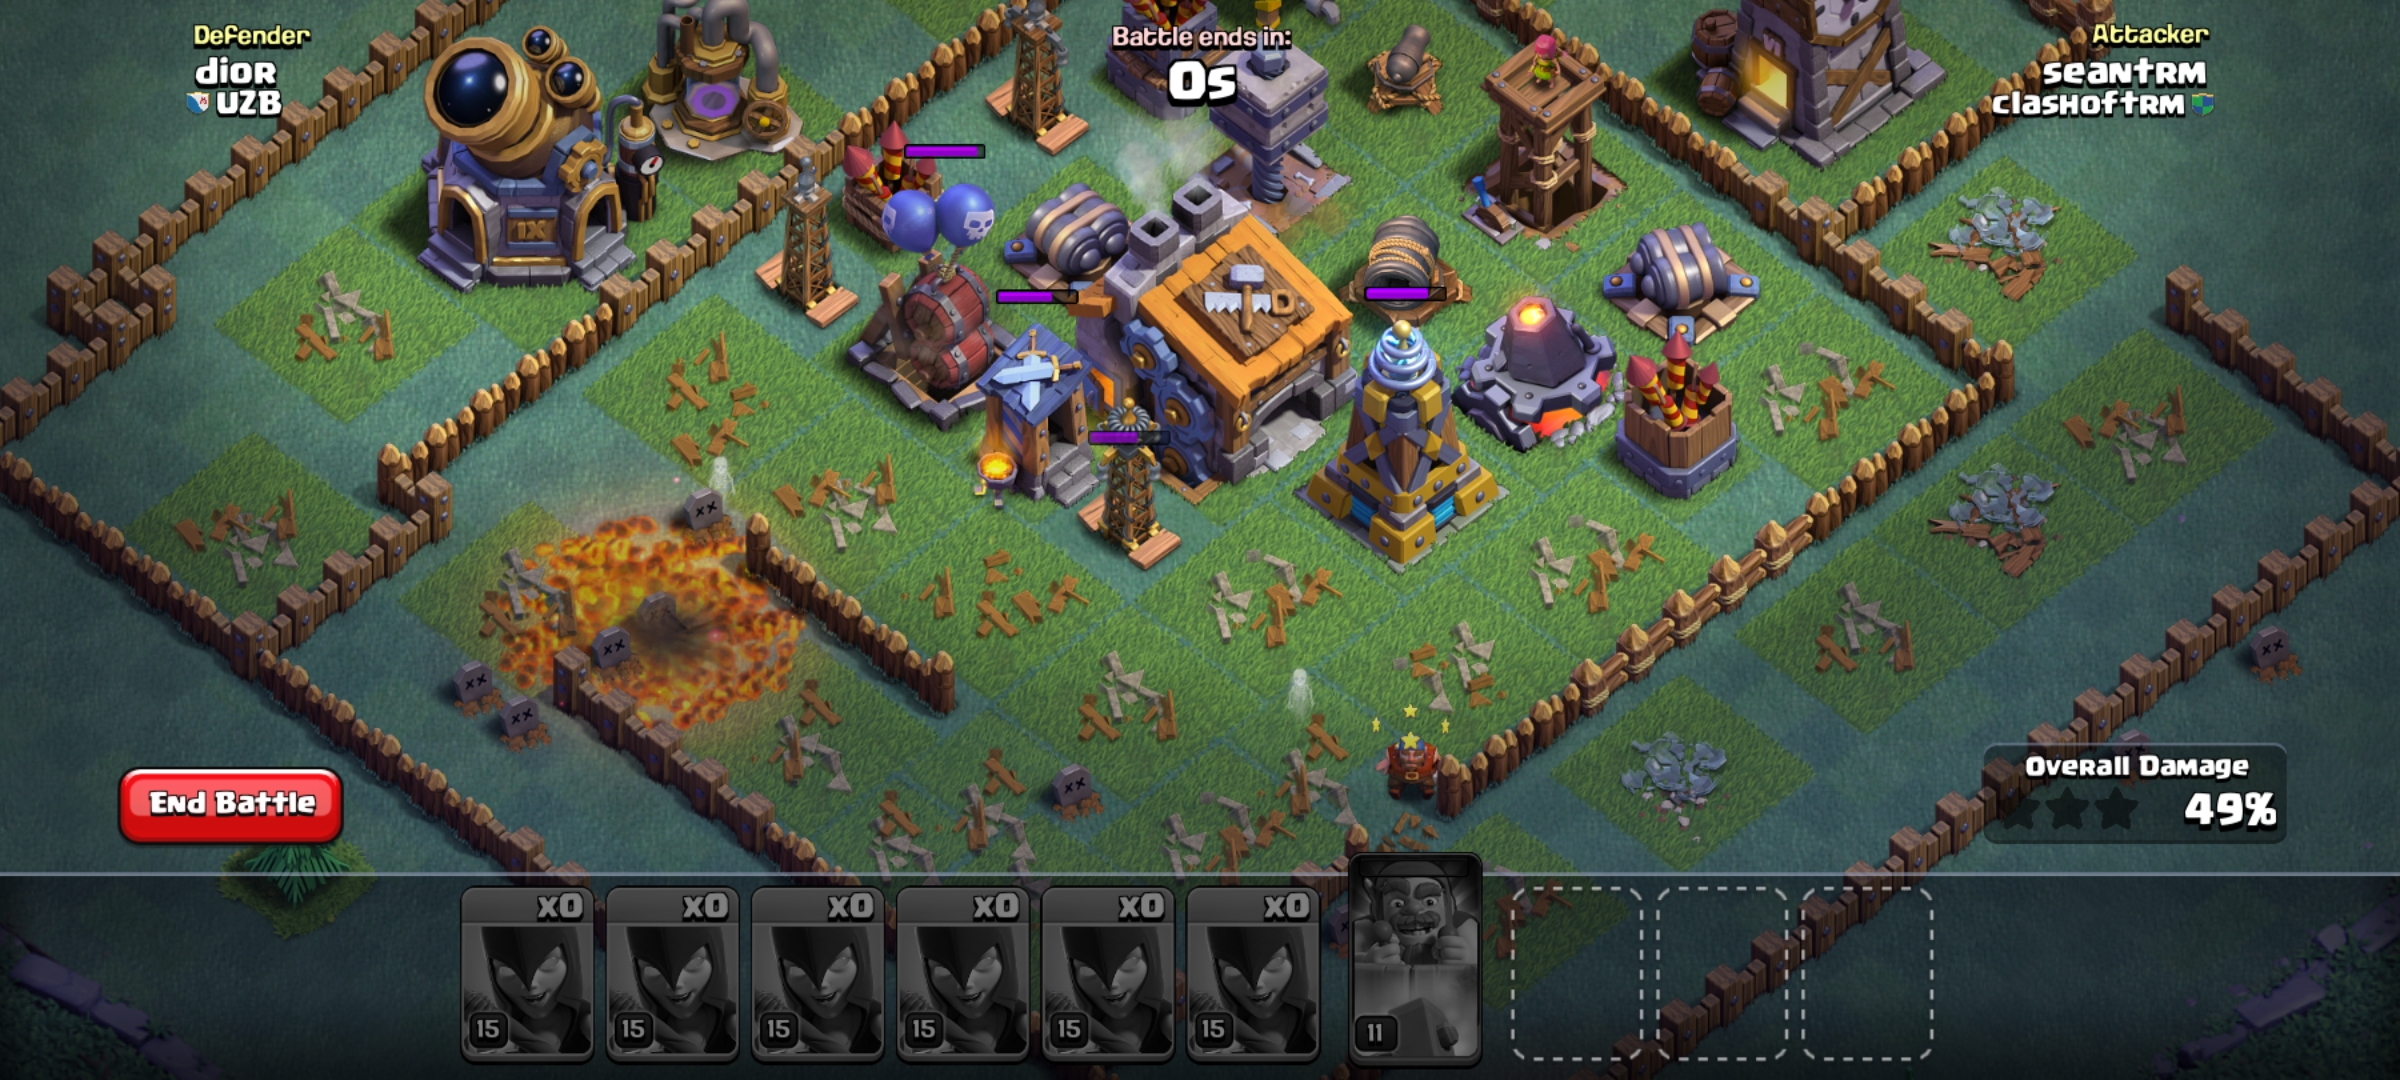 Defender
dior
UZB
Battle ends in:
0s
Attacker
seantrm
clashoftrm
End Battle
Overall Damage
49%
x0
x0
x0
x0
x0
x0
15
15
15
15
15
15
11